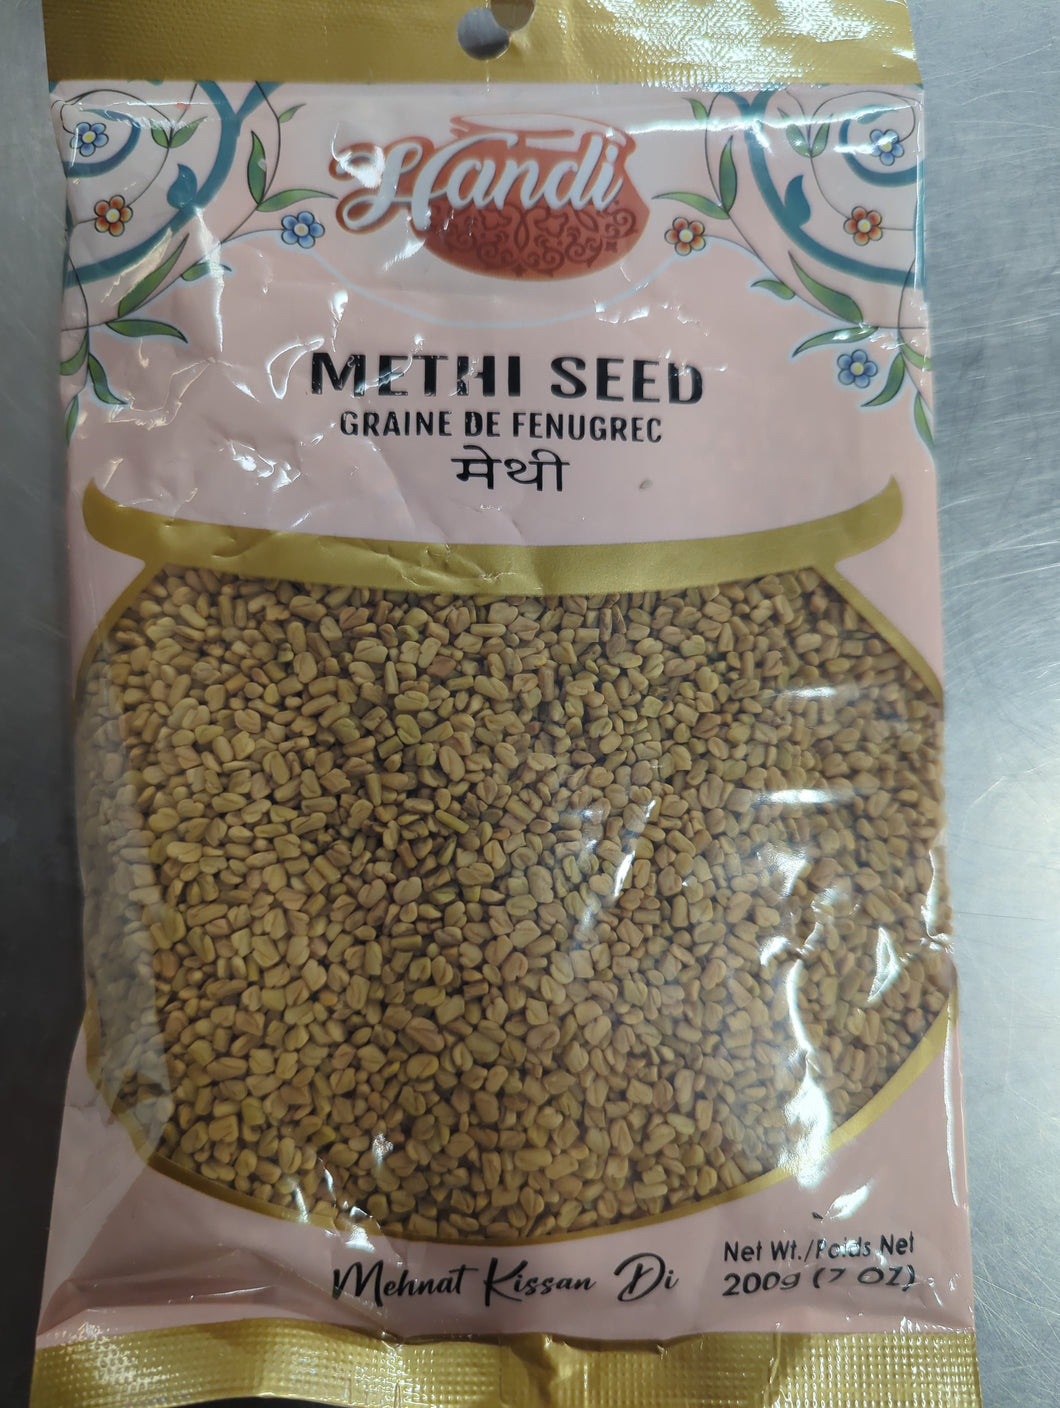 Handi
METHI SEED
GRAINE DE FENUGREC
मेथी
Mehnat Kissan Di
Net Wt./Poids Net
200g (7 OZ)